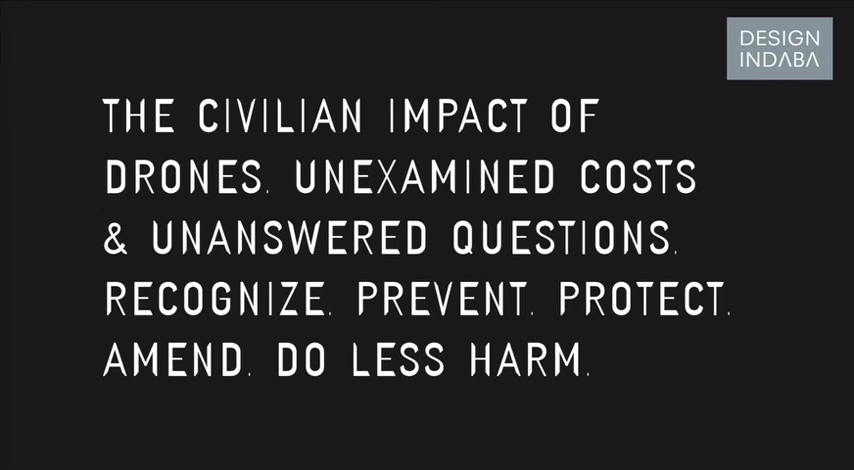 DESIGN
INDABA
THE CIVILIAN IMPACT OF
DRONES. UNEXAMINED COSTS
& UNANSWERED QUESTIONS.
RECOGNIZE. PREVENT. PROTECT.
AMEND. DO LESS HARM.